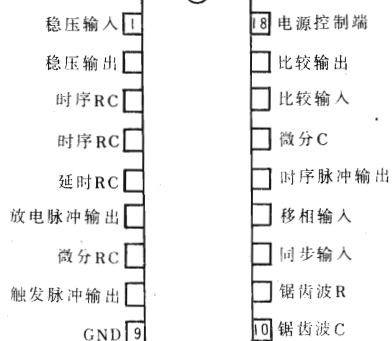 稳压输入 1 18 电源控制端
稳压输出 比较输出
时序RC 比较输入
时序RC 微分C
延时RC 时序脉冲输出
放电脉冲输出 移相输入
微分RC 同步输入
触发脉冲输出 锯齿波R
GND 9 10 锯齿波C